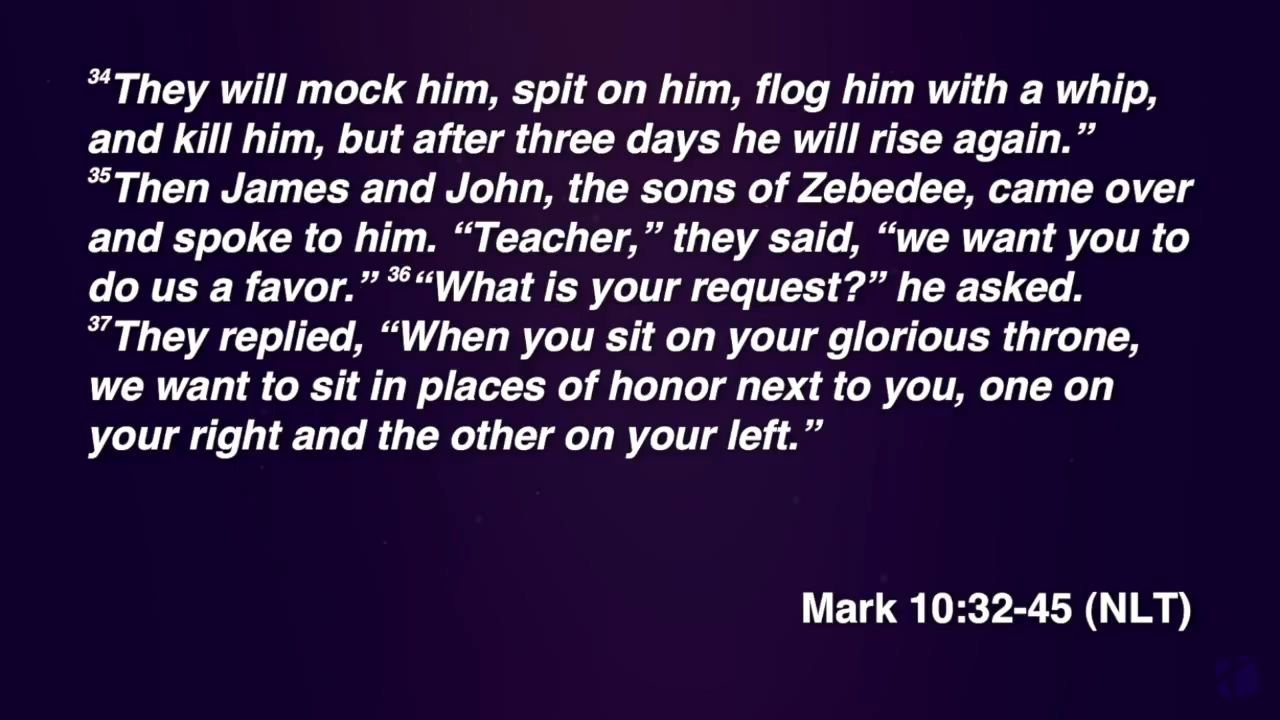 34They will mock him, spit on him, flog him with a whip,
and kill him, but after three days he will rise again.”
35Then James and John, the sons of Zebedee, came over
and spoke to him. “Teacher,” they said, “we want you to
do us a favor.” 36“What is your request?” he asked.
37They replied, “When you sit on your glorious throne,
we want to sit in places of honor next to you, one on
your right and the other on your left.”
Mark 10:32-45 (NLT)